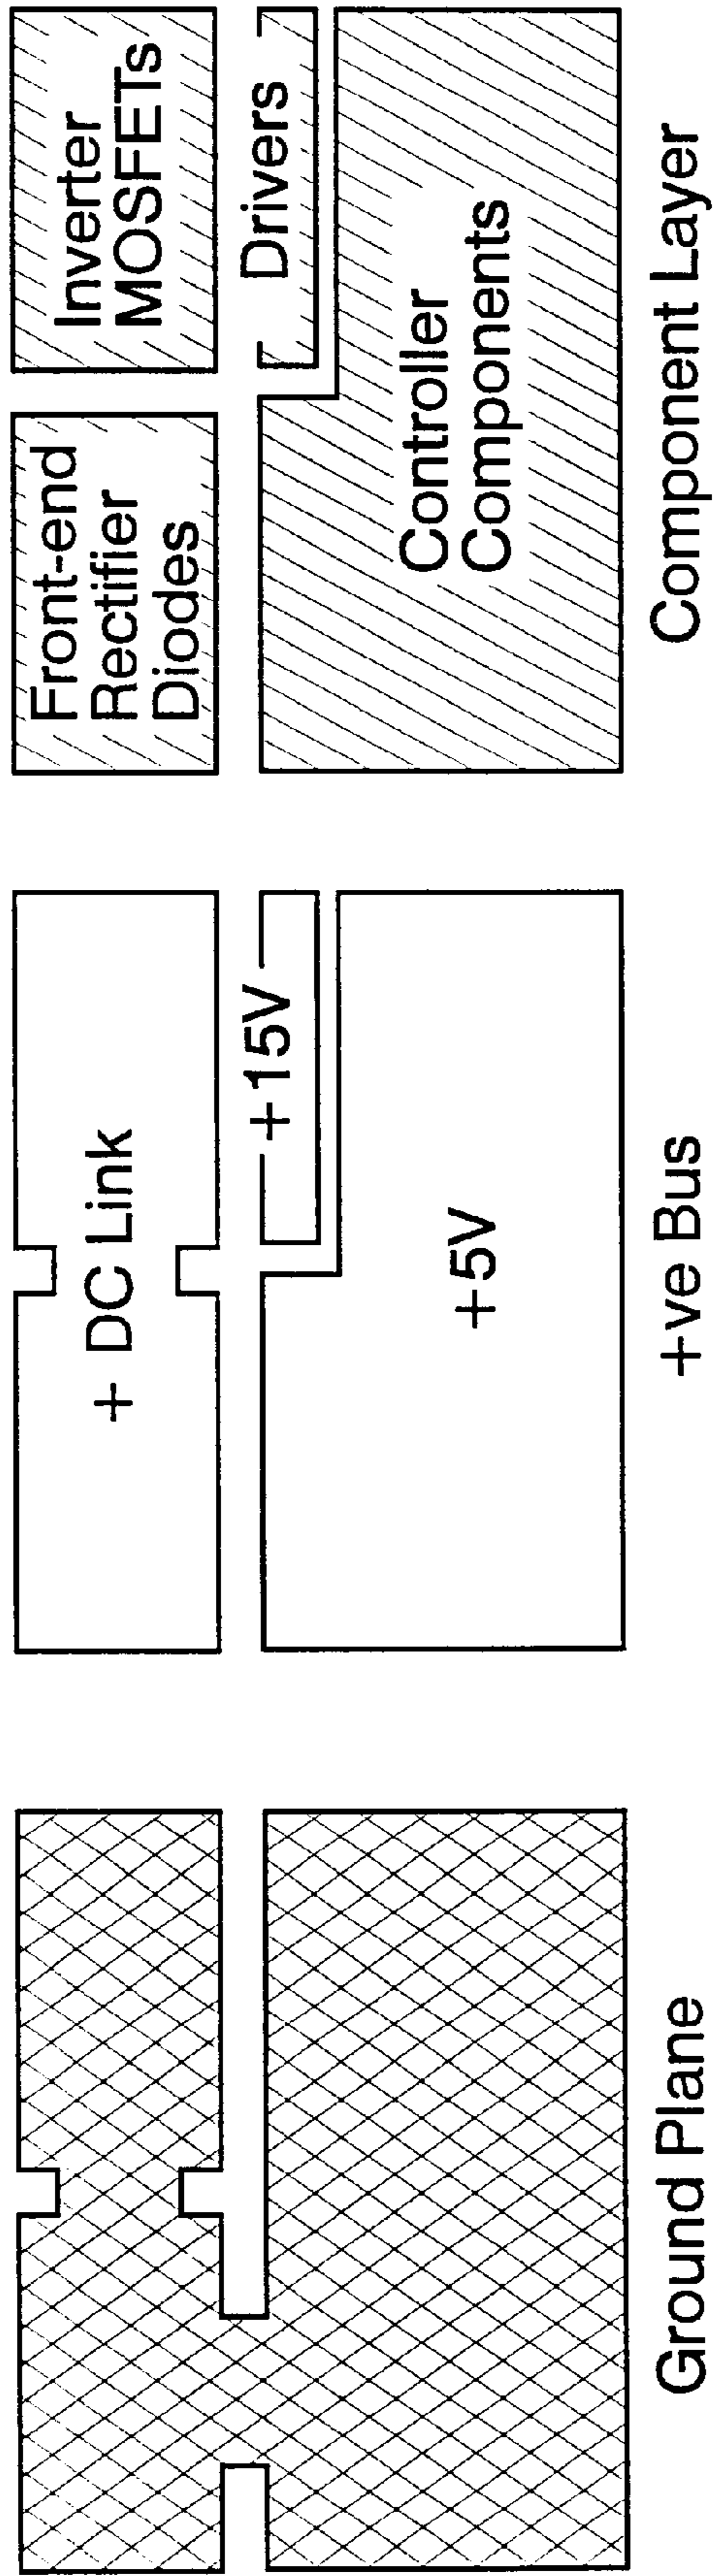 Ground Plane
+ DC Link
+15V
+5V
+ve Bus
Front-end
Rectifier
Diodes
Inverter
MOSFETs
Drivers
Controller
Components
Component Layer